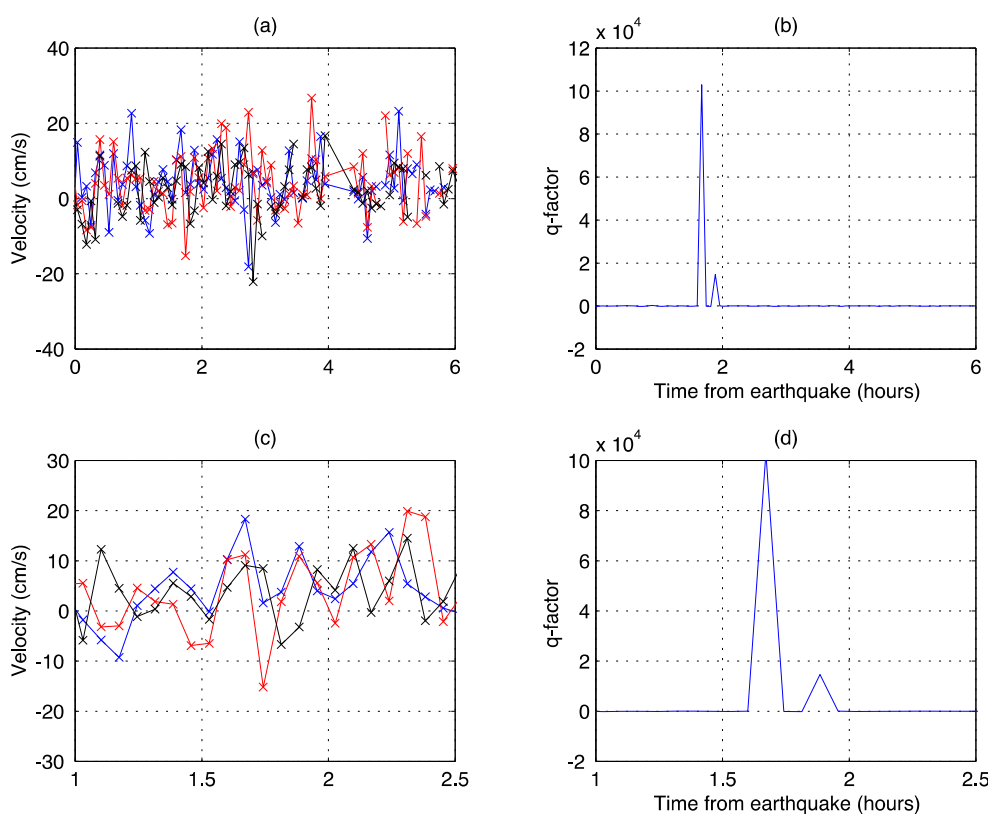 (a)
Velocity (cm/s)
40
20
0
-20
-40
0 2 4 6
(b)
x 10^4
q-factor
12
10
8
6
4
2
0
-2
0 2 4 6
Time from earthquake (hours)
(c)
Velocity (cm/s)
30
20
10
0
-10
-20
-30
1 1.5 2 2.5
(d)
x 10^4
q-factor
10
8
6
4
2
0
-2
1 1.5 2 2.5
Time from earthquake (hours)